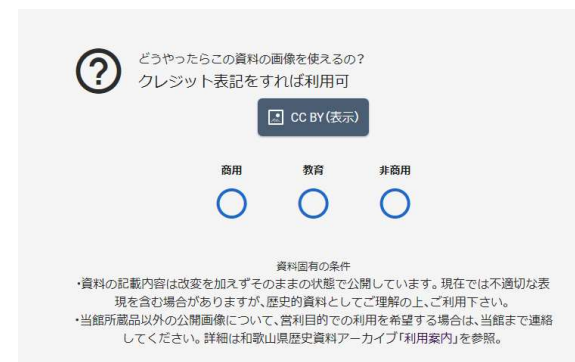 どうやったらこの資料の画像を使えるの?
クレジット表記をすれば利用可
CC BY(表示)
商用 教育 非商用
資料固有の条件
・資料の記載内容は改変を加えずそのままの状態で公開しています。現在では不適切な表
現を含む場合がありますが、歴史的資料としてご理解の上、ご利用下さい。
・当館所蔵品以外の公開画像について、営利目的での利用を希望する場合は、当館まで連絡
してください。詳細は和歌山県歴史資料アーカイブ「利用案内」を参照。